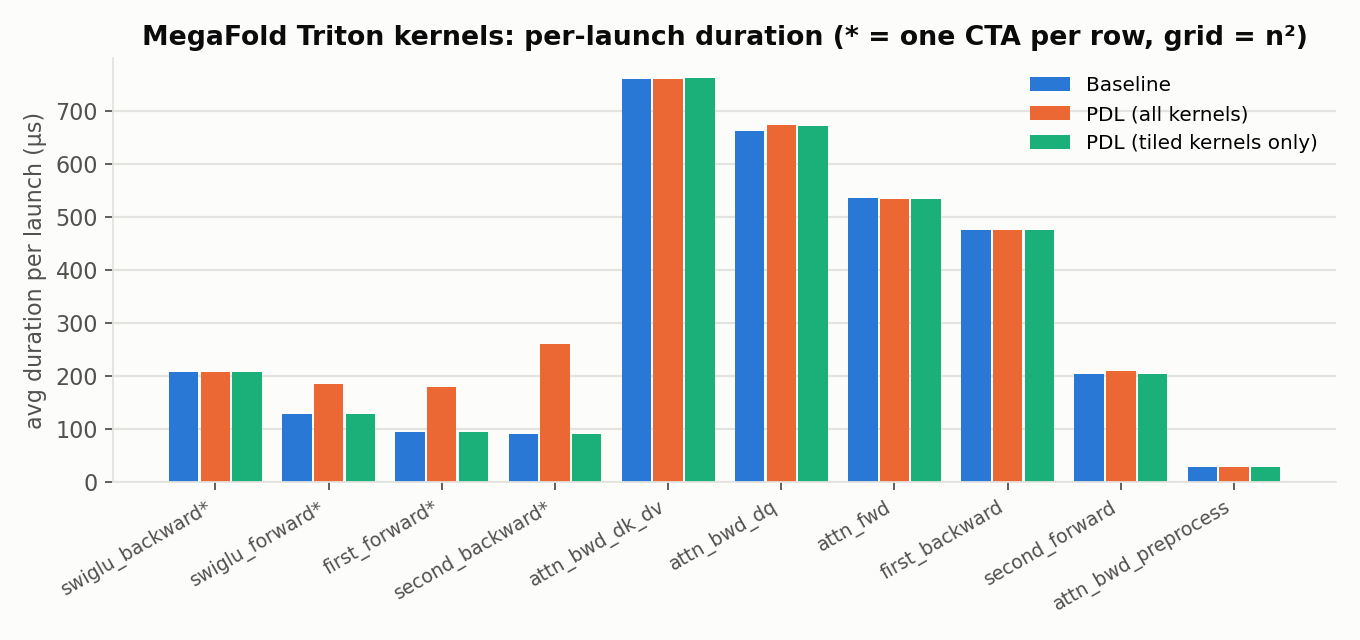 MegaFold Triton kernels: per-launch duration (* = one CTA per row, grid = n²)
Baseline
PDL (all kernels)
PDL (tiled kernels only)
avg duration per launch (µs)
700
600
500
400
300
200
100
0
swiglu_backward*
swiglu_forward*
first_forward*
second_backward*
attn_bwd_dk_dv
attn_bwd_dq
attn_fwd
first_backward
second_forward
attn_bwd_preprocess